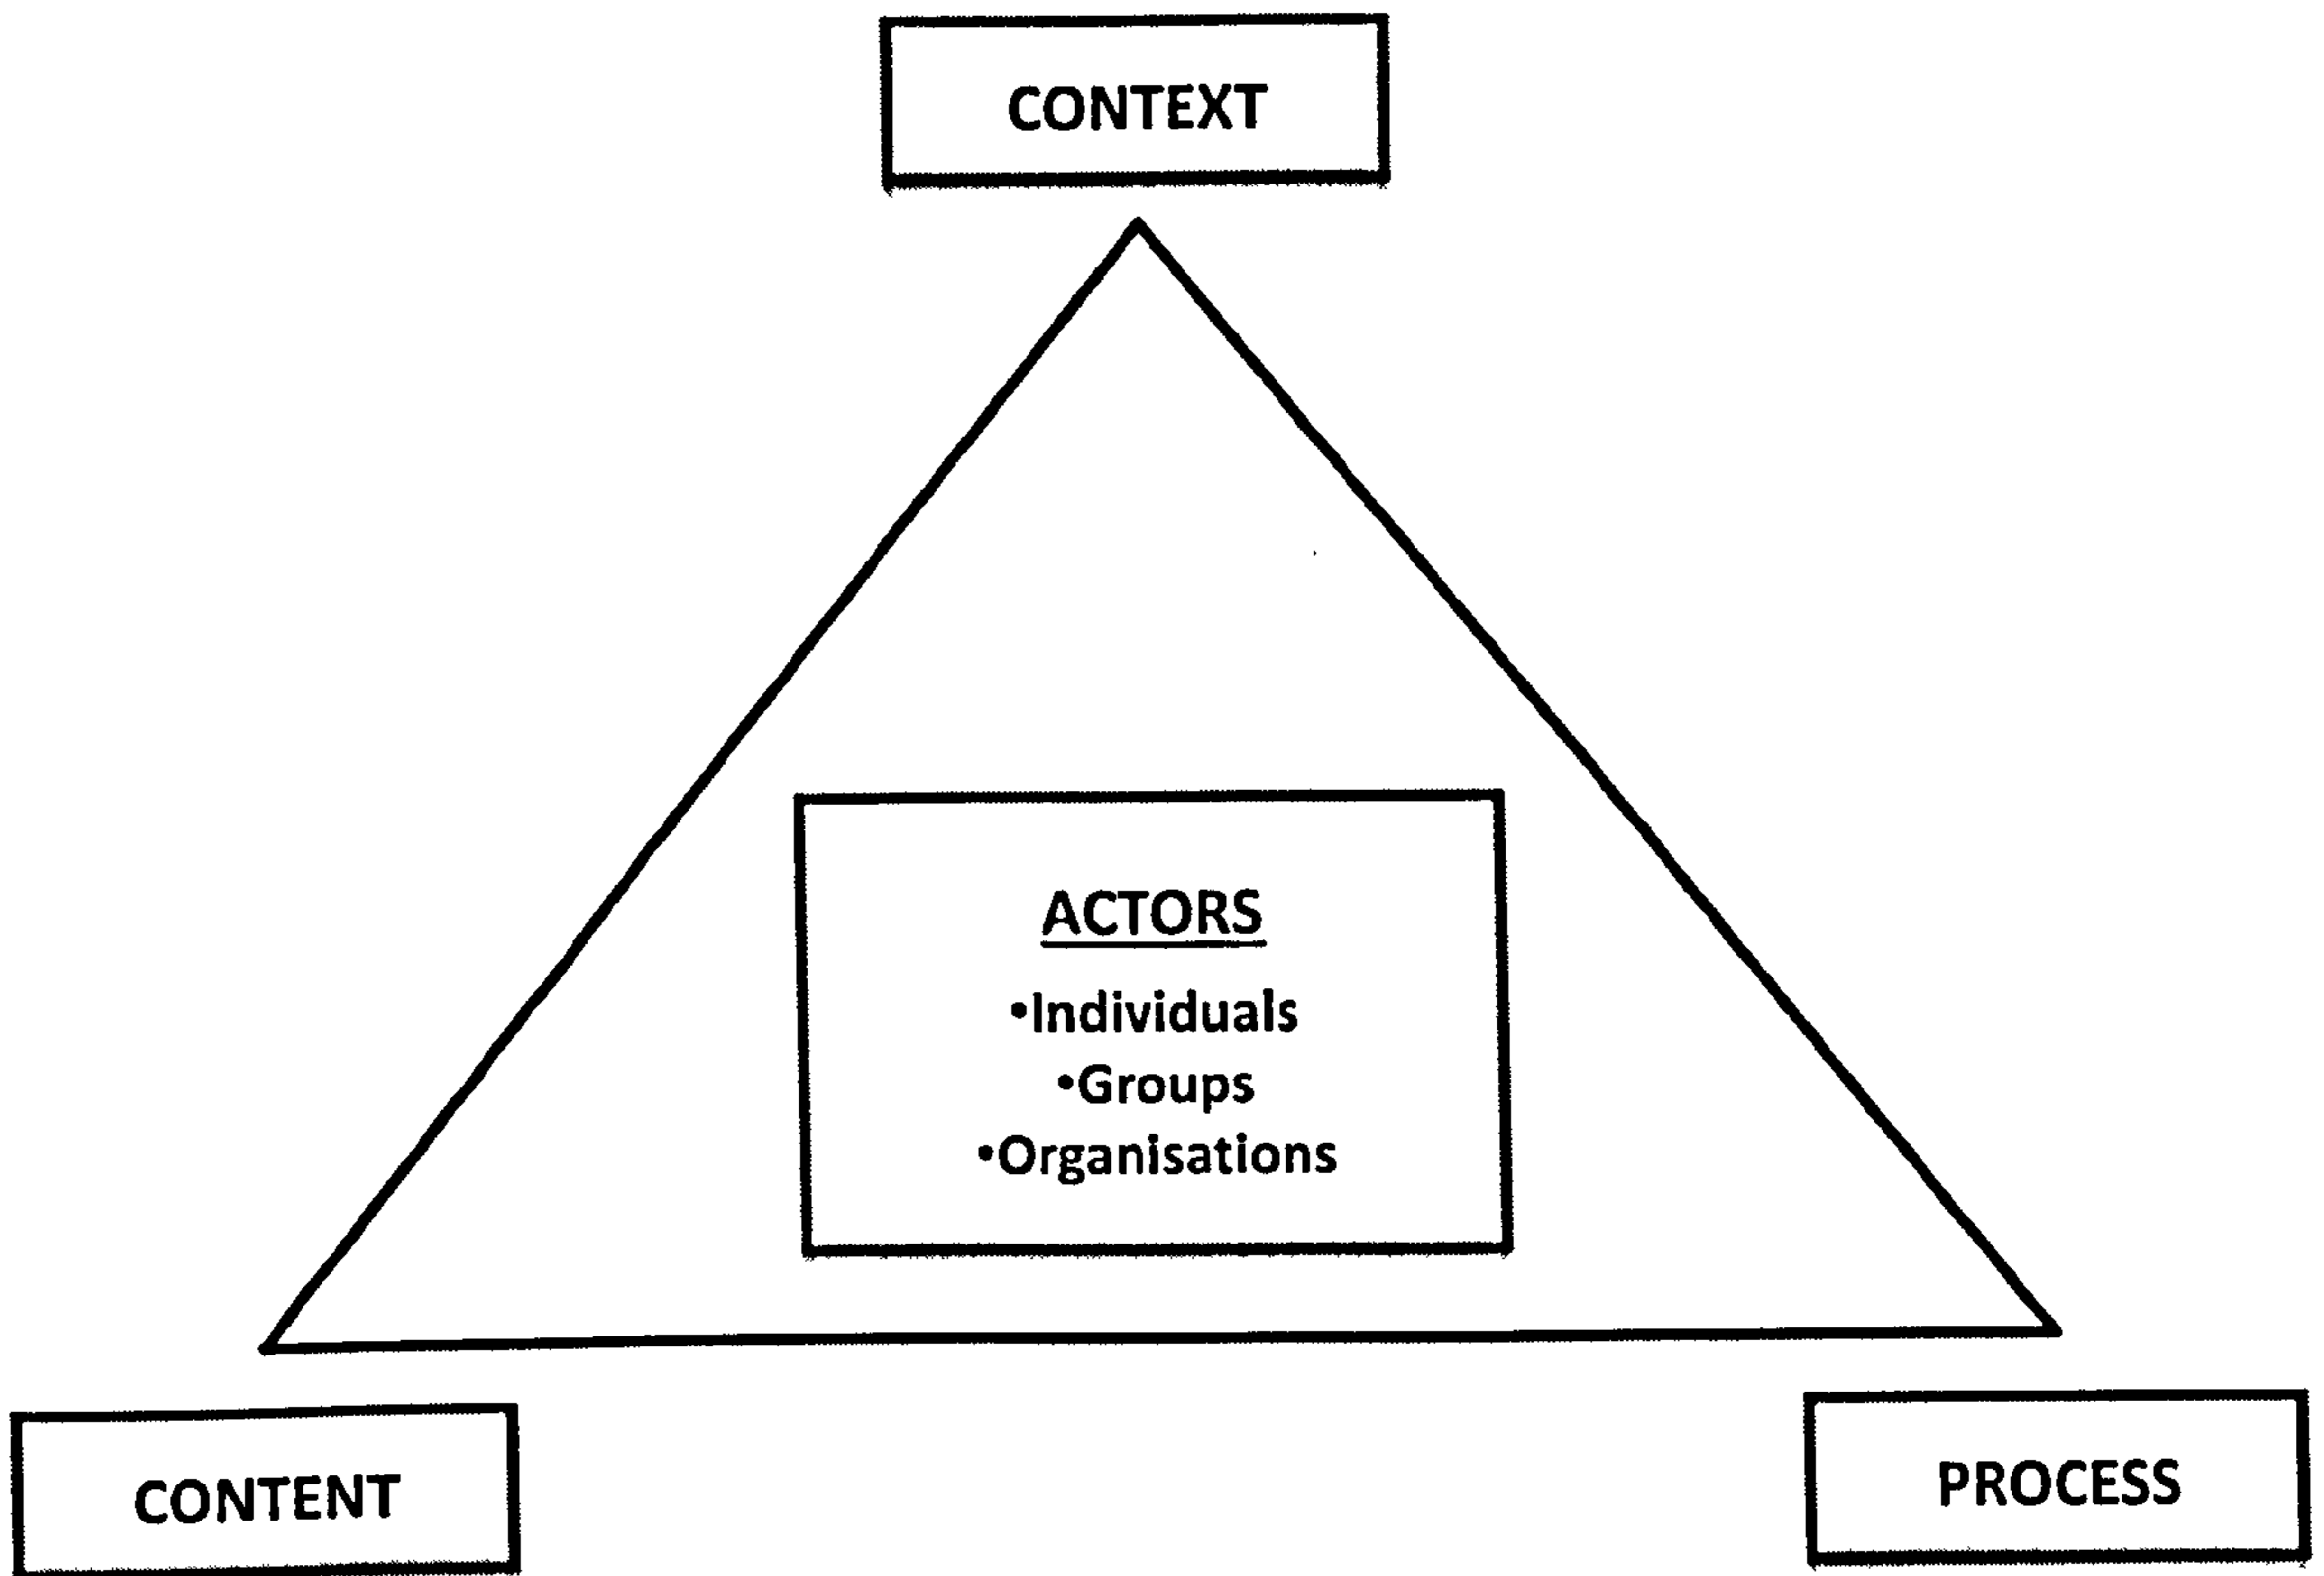 CONTEXT
ACTORS
•Individuals
•Groups
•Organisations
CONTENT
PROCESS